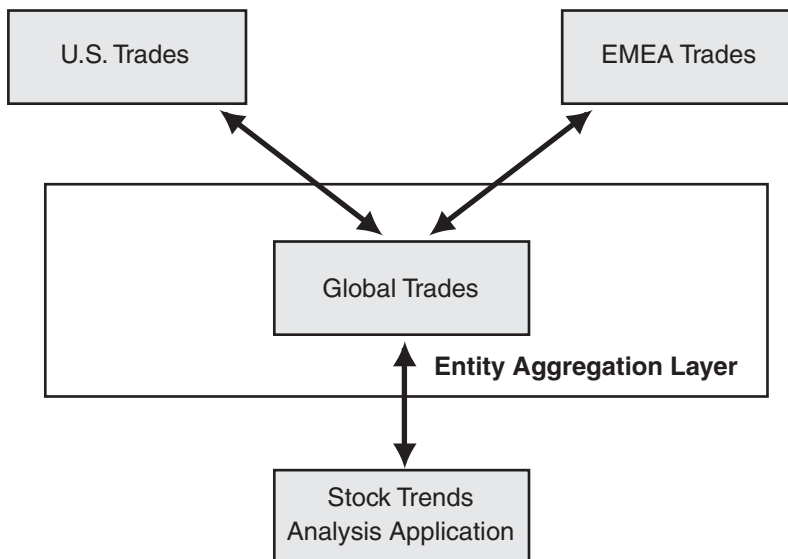 U.S. Trades
EMEA Trades
Global Trades
Entity Aggregation Layer
Stock Trends
Analysis Application